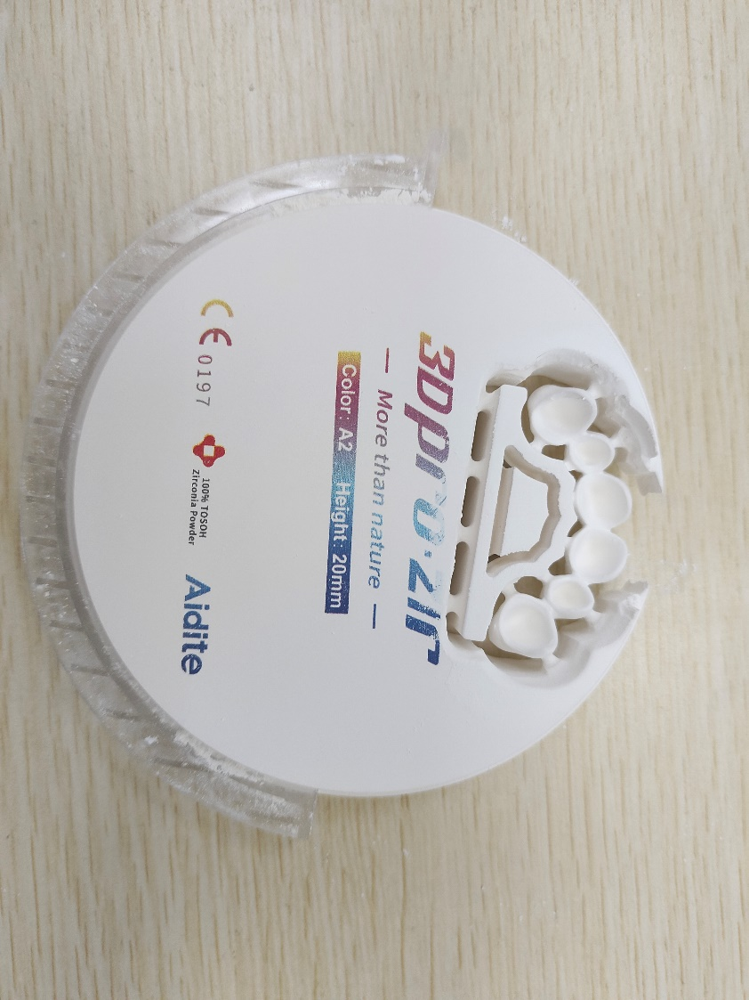 3Dpro·zir
— More than nature —
Color: A2 Height: 20mm
CE 0197
100% TOSOH
Zirconia Powder
Aidite